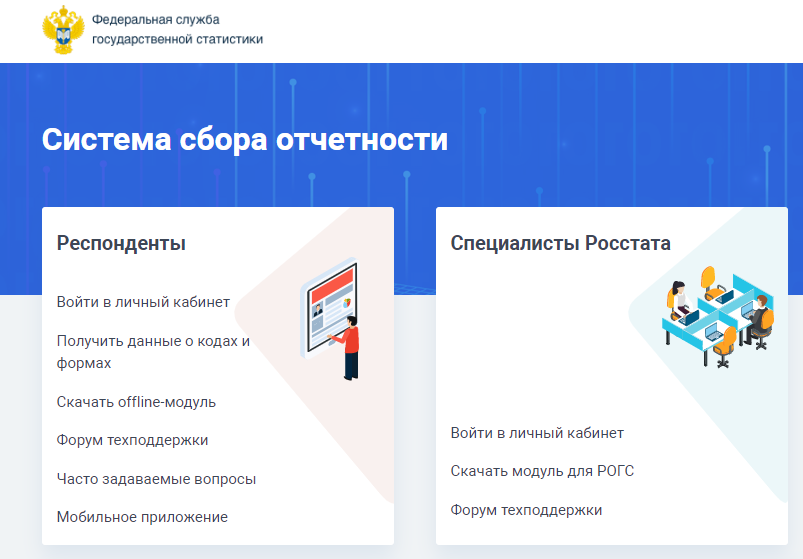 Федеральная служба
государственной статистики
Система сбора отчетности
Респонденты
Войти в личный кабинет
Получить данные о кодах и
формах
Скачать offline-модуль
Форум техподдержки
Часто задаваемые вопросы
Мобильное приложение
Специалисты Росстата
Войти в личный кабинет
Скачать модуль для РОГС
Форум техподдержки